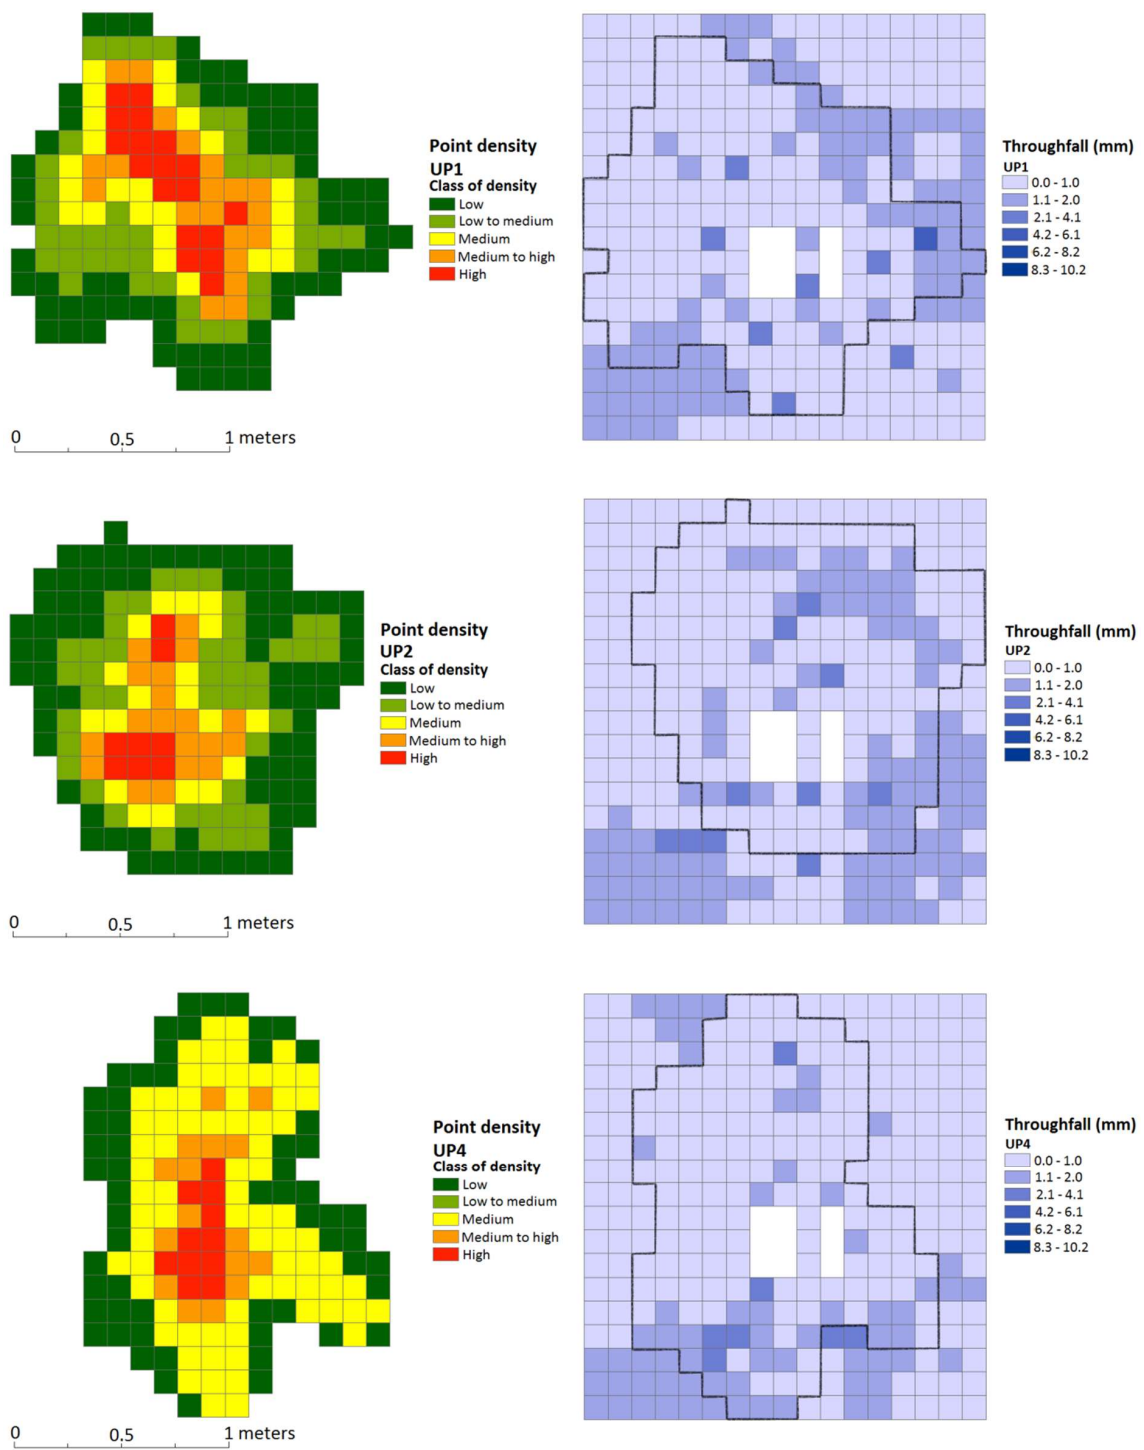 Point density
UP1
Class of density
Low
Low to medium
Medium
Medium to high
High
0 0.5 1 meters
Throughfall (mm)
UP1
0.0 - 1.0
1.1 - 2.0
2.1 - 4.1
4.2 - 6.1
6.2 - 8.2
8.3 - 10.2
Point density
UP2
Class of density
Low
Low to medium
Medium
Medium to high
High
0 0.5 1 meters
Throughfall (mm)
UP2
0.0 - 1.0
1.1 - 2.0
2.1 - 4.1
4.2 - 6.1
6.2 - 8.2
8.3 - 10.2
Point density
UP4
Class of density
Low
Low to medium
Medium
Medium to high
High
0 0.5 1 meters
Throughfall (mm)
UP4
0.0 - 1.0
1.1 - 2.0
2.1 - 4.1
4.2 - 6.1
6.2 - 8.2
8.3 - 10.2